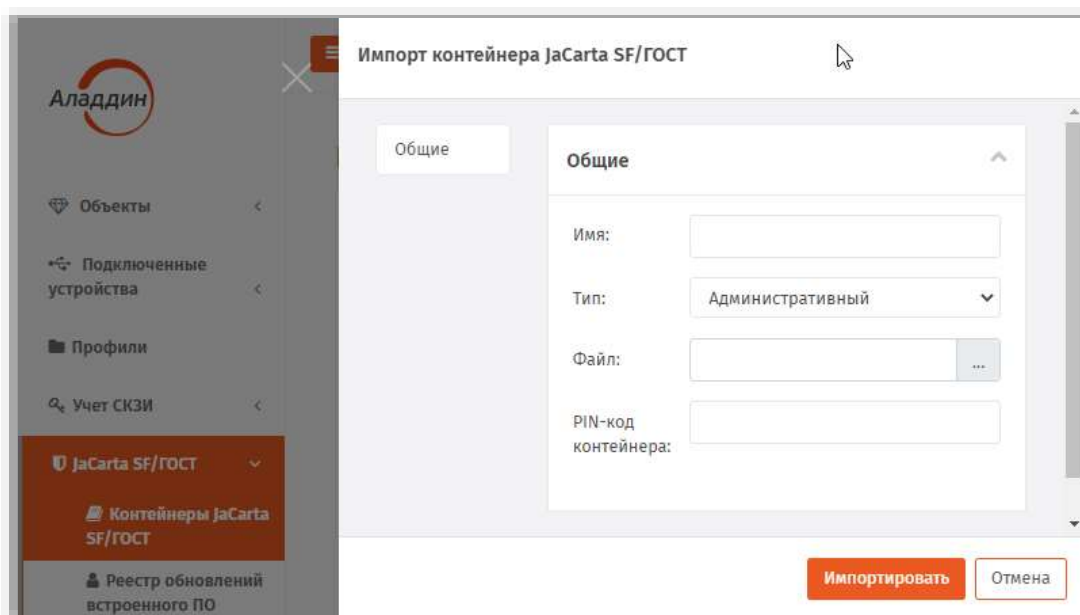 Аладдин
Объекты
Подключенные
устройства
Профили
Учет СКЗИ
JaCarta SF/ГОСТ
Контейнеры JaCarta
SF/ГОСТ
Реестр обновлений
встроенного ПО
Импорт контейнера JaCarta SF/ГОСТ
Общие
Общие
Имя:
Тип:
Административный
Файл:
...
PIN-код
контейнера:
Импортировать
Отмена